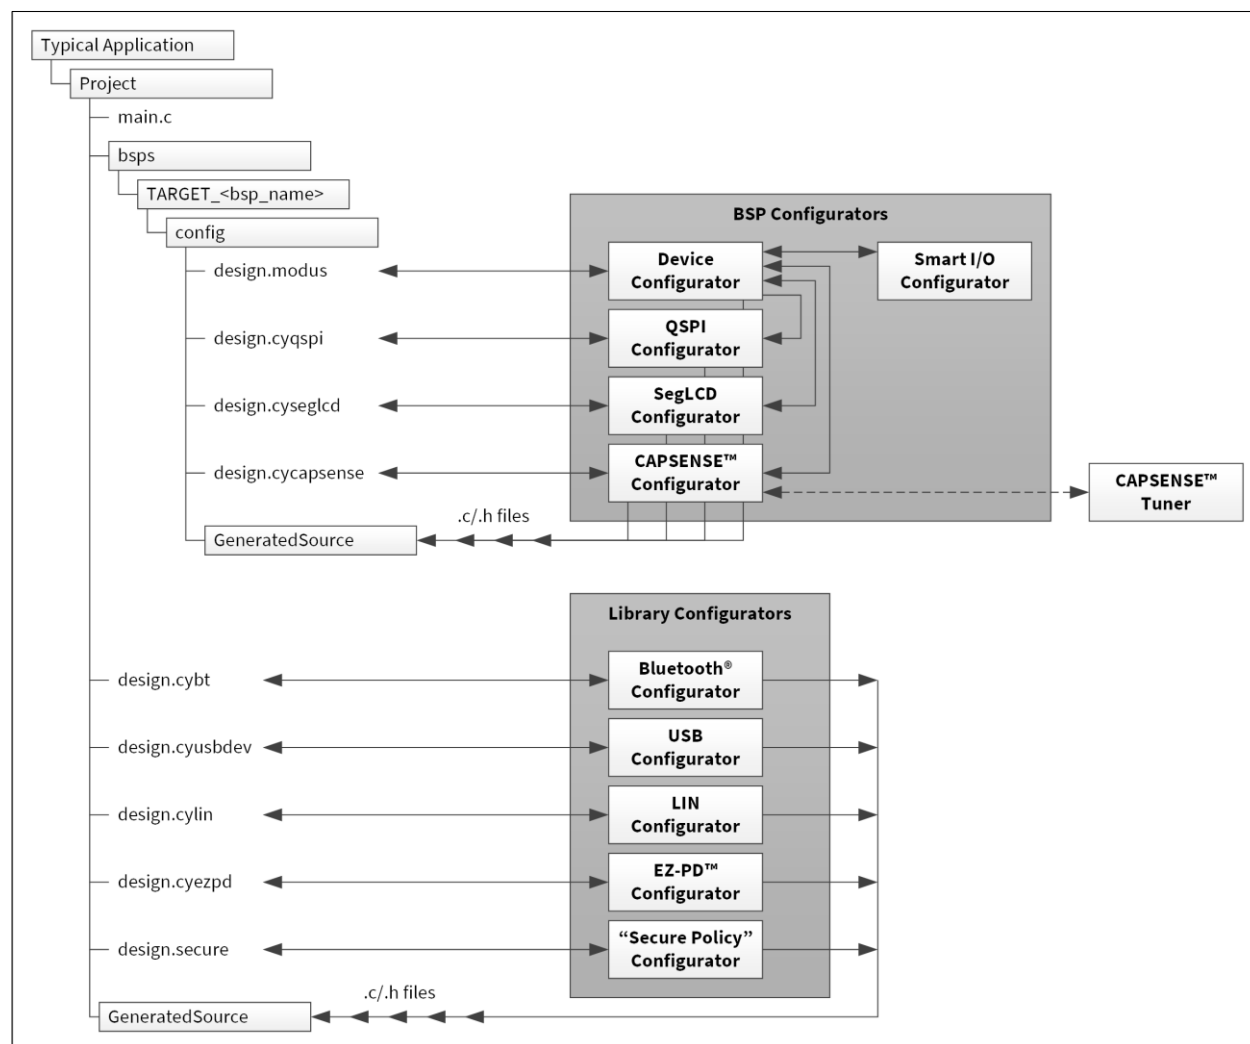 Typical Application
Project
main.c
bsps
TARGET_<bsp_name>
config
BSP Configurators
design.modus
Device
Configurator
Smart I/O
Configurator
design.cyqspi
QSPI
Configurator
design.cyseglcd
SegLCD
Configurator
design.cycapsense
CAPSENSE™
Configurator
CAPSENSE™
Tuner
.c/.h files
GeneratedSource
Library Configurators
design.cybt
Bluetooth®
Configurator
design.cyusbdev
USB
Configurator
design.cylin
LIN
Configurator
design.cyezpd
EZ-PD™
Configurator
design.secure
“Secure Policy”
Configurator
.c/.h files
GeneratedSource